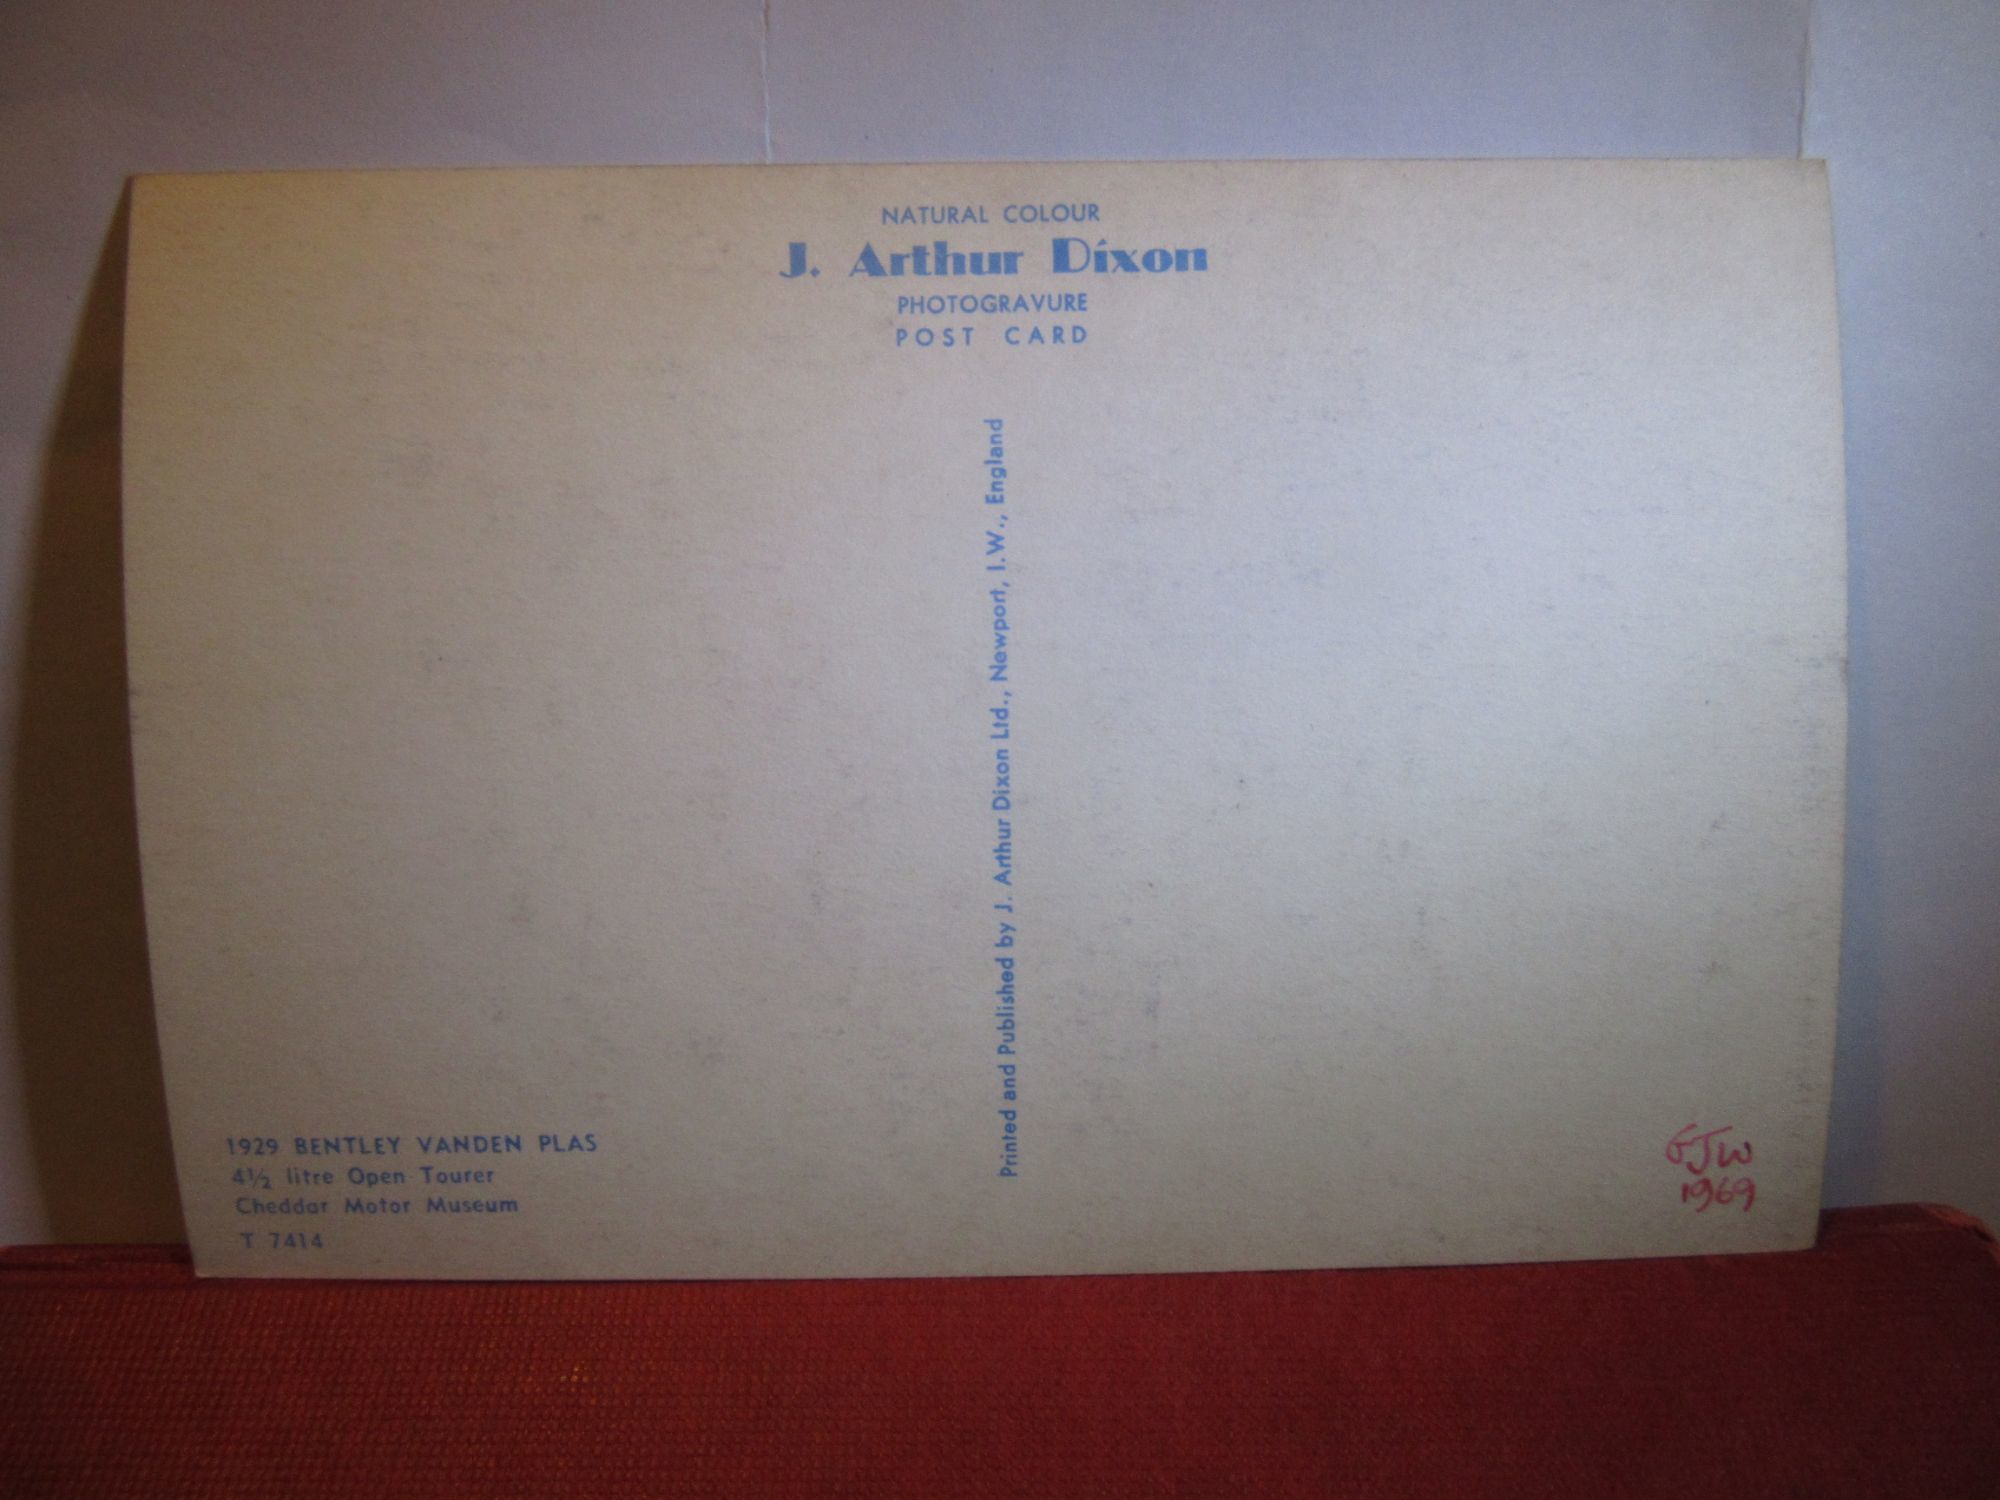 NATURAL COLOUR
J. Arthur Dixon
PHOTOGRAVURE
POST CARD
Printed and Published by J. Arthur Dixon Ltd., Newport, I.W., England
1929 BENTLEY VANDEN PLAS
4½ litre Open Tourer
Cheddar Motor Museum
T 7414
GJW
1969